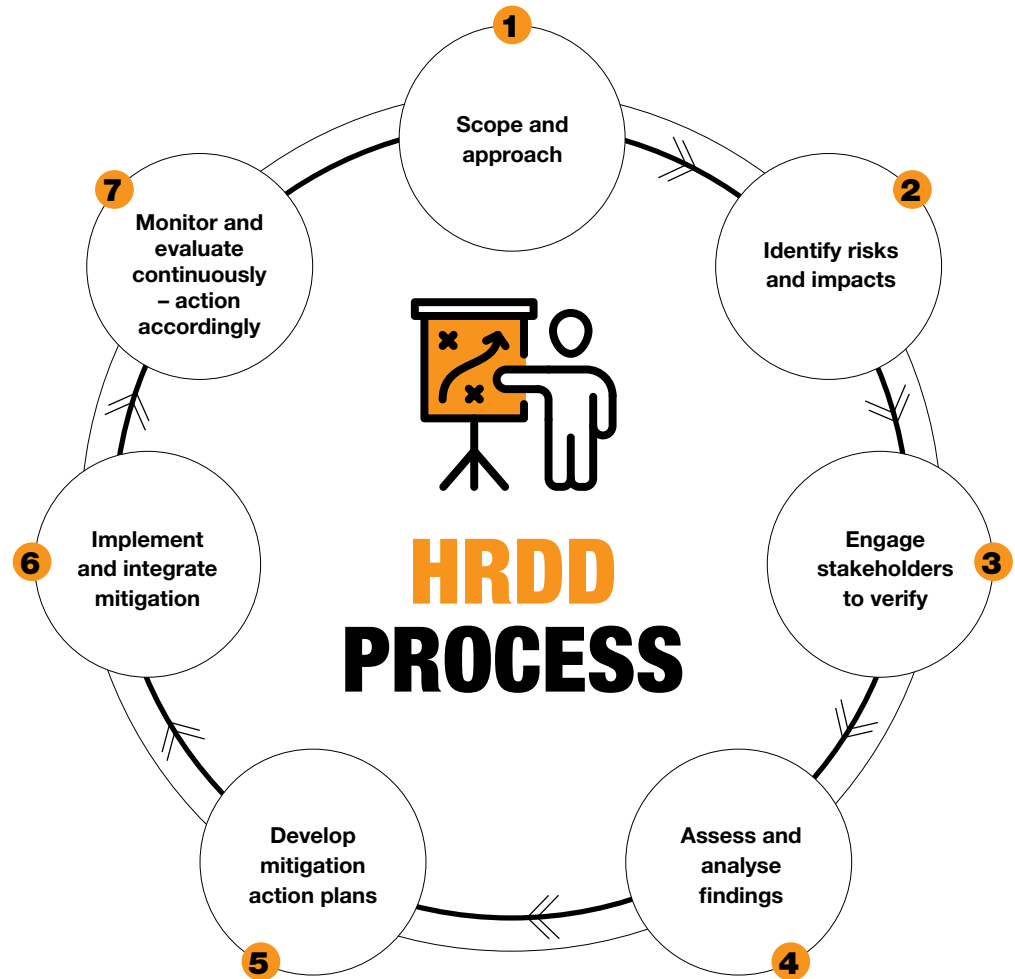 1
Scope and
approach
2
Identify risks
and impacts
3
Engage
stakeholders
to verify
4
Assess and
analyse
findings
5
Develop
mitigation
action plans
6
Implement
and integrate
mitigation
7
Monitor and
evaluate
continuously
– action
accordingly
HRDD
PROCESS